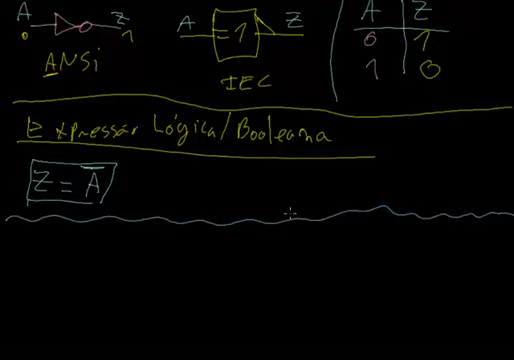 A Z A Z A Z
0 1 = 1 0 1
ANSi IEC 1 0
Expressão Lógica/Booleana
Z = A̅